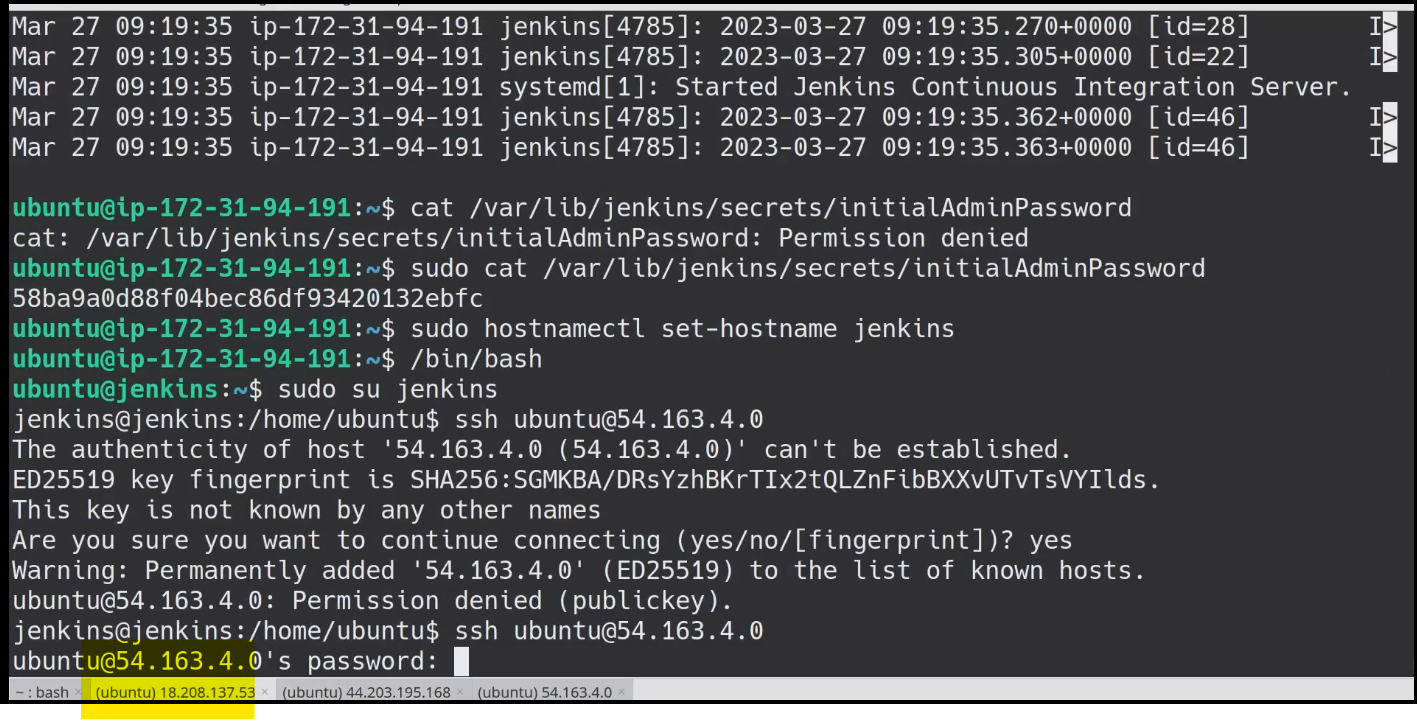 Mar 27 09:19:35 ip-172-31-94-191 jenkins[4785]: 2023-03-27 09:19:35.270+0000 [id=28]        I>
Mar 27 09:19:35 ip-172-31-94-191 jenkins[4785]: 2023-03-27 09:19:35.305+0000 [id=22]        I>
Mar 27 09:19:35 ip-172-31-94-191 systemd[1]: Started Jenkins Continuous Integration Server.
Mar 27 09:19:35 ip-172-31-94-191 jenkins[4785]: 2023-03-27 09:19:35.362+0000 [id=46]        I>
Mar 27 09:19:35 ip-172-31-94-191 jenkins[4785]: 2023-03-27 09:19:35.363+0000 [id=46]        I>
ubuntu@ip-172-31-94-191:~$ cat /var/lib/jenkins/secrets/initialAdminPassword
cat: /var/lib/jenkins/secrets/initialAdminPassword: Permission denied
ubuntu@ip-172-31-94-191:~$ sudo cat /var/lib/jenkins/secrets/initialAdminPassword
58ba9a0d88f04bec86df93420132ebfc
ubuntu@ip-172-31-94-191:~$ sudo hostnamectl set-hostname jenkins
ubuntu@ip-172-31-94-191:~$ /bin/bash
ubuntu@jenkins:~$ sudo su jenkins
jenkins@jenkins:/home/ubuntu$ ssh ubuntu@54.163.4.0
The authenticity of host '54.163.4.0 (54.163.4.0)' can't be established.
ED25519 key fingerprint is SHA256:SGMKBA/DRsYzhBKrTIx2tQLZnFibBXXvUTvTsVYIlds.
This key is not known by any other names
Are you sure you want to continue connecting (yes/no/[fingerprint])? yes
Warning: Permanently added '54.163.4.0' (ED25519) to the list of known hosts.
ubuntu@54.163.4.0: Permission denied (publickey).
jenkins@jenkins:/home/ubuntu$ ssh ubuntu@54.163.4.0
ubuntu@54.163.4.0's password:
~ : bash × (ubuntu) 18.208.137.53 × (ubuntu) 44.203.195.168 × (ubuntu) 54.163.4.0 ×